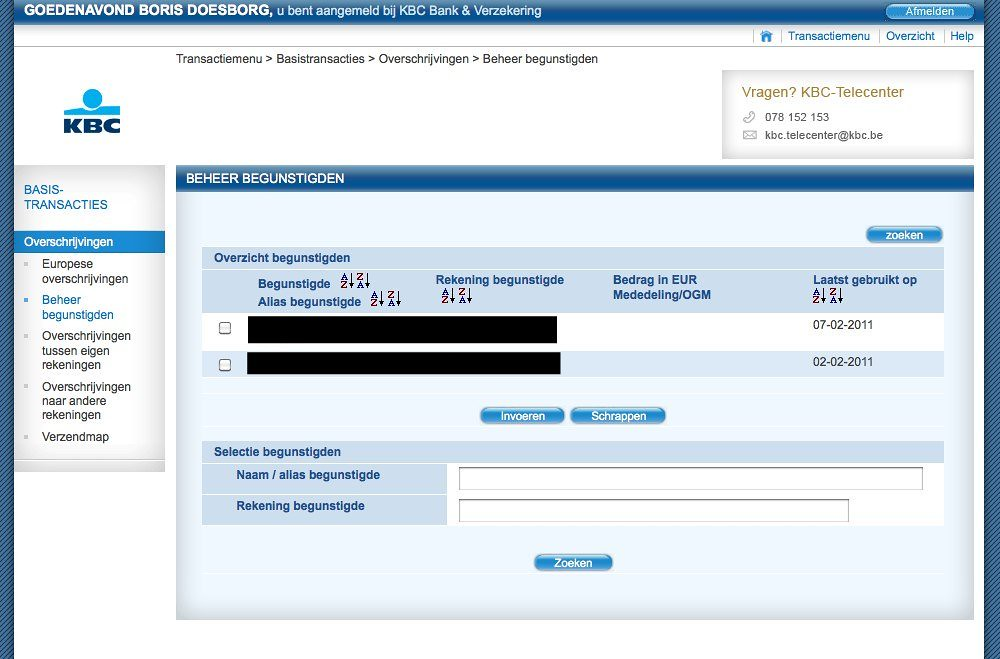 GOEDENAVOND BORIS DOESBORG, u bent aangemeld bij KBC Bank & Verzekering
Afmelden
Transactiemenu
Overzicht
Help
Transactiemenu > Basistransacties > Overschrijvingen > Beheer begunstigden
KBC
Vragen? KBC-Telecenter
078 152 153
kbc.telecenter@kbc.be
BASIS-
TRANSACTIES
Overschrijvingen
Europese
overschrijvingen
Beheer
begunstigden
Overschrijvingen
tussen eigen
rekeningen
Overschrijvingen
naar andere
rekeningen
Verzendmap
BEHEER BEGUNSTIGDEN
zoeken
Overzicht begunstigden
Begunstigde
Alias begunstigde
Rekening begunstigde
Bedrag in EUR
Mededeling/OGM
Laatst gebruikt op
07-02-2011
02-02-2011
Invoeren
Schrappen
Selectie begunstigden
Naam / alias begunstigde
Rekening begunstigde
Zoeken